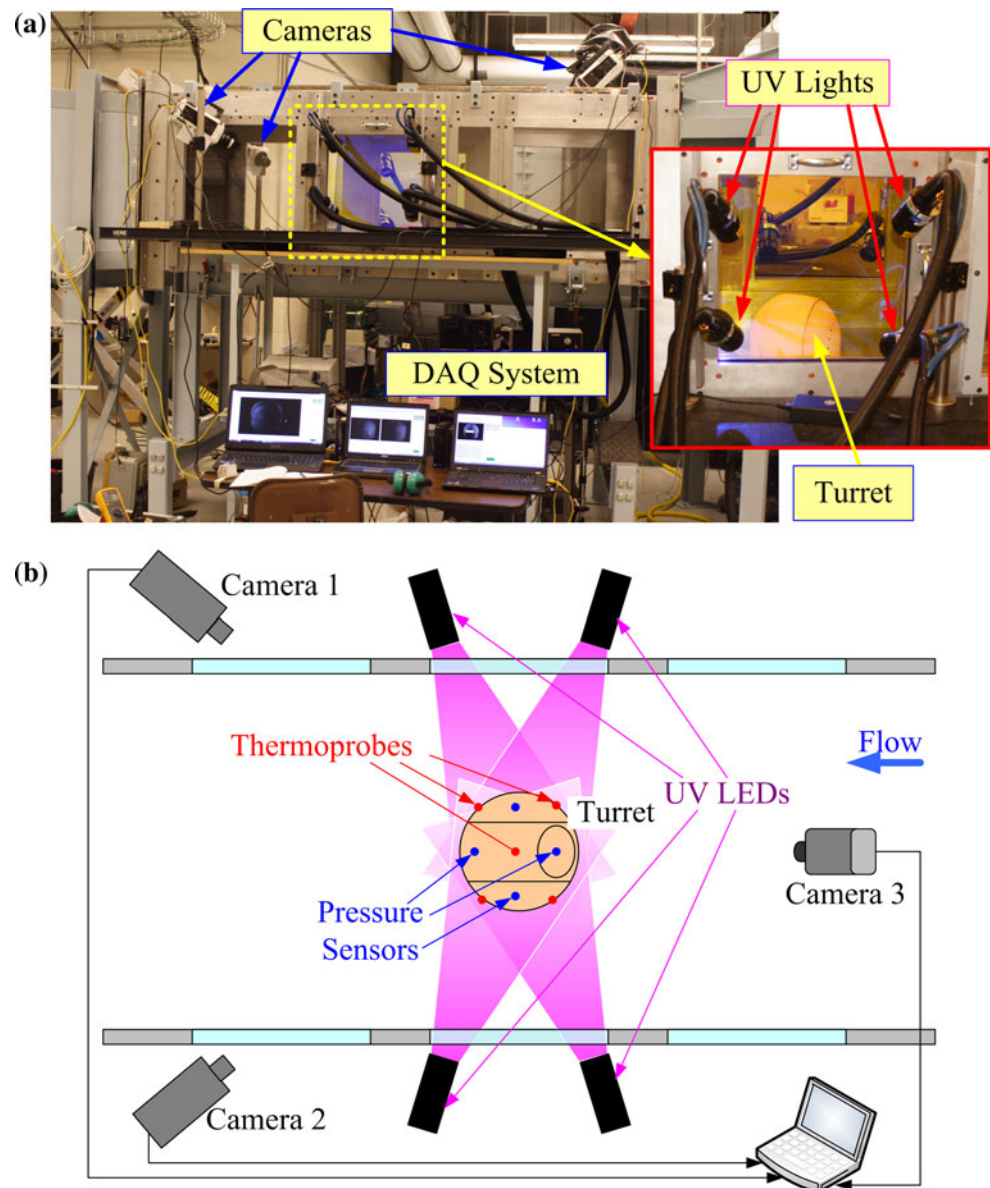 (a)
Cameras
UV Lights
DAQ System
Turret
(b)
Camera 1
Thermoprobes
Flow
Turret
UV LEDs
Pressure
Sensors
Camera 3
Camera 2